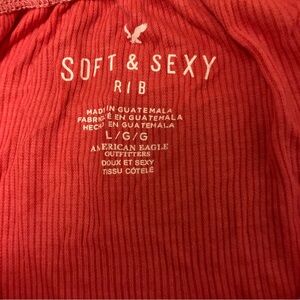 SOFT & SEXY
RIB
MADE IN GUATEMALA
FABRIQUÉ EN GUATEMALA
HECHO EN GUATEMALA
L/G/G
AMERICAN EAGLE
OUTFITTERS
DOUX ET SEXY
TISSU CÔTELÉ